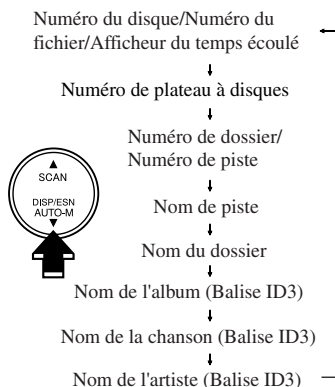 Numéro du disque/Numéro du
fichier/Afficheur du temps écoulé
Numéro de plateau à disques
Numéro de dossier/
Numéro de piste
SCAN
DISP/ESN
AUTO-M
Nom de piste
Nom du dossier
Nom de l'album (Balise ID3)
Nom de la chanson (Balise ID3)
Nom de l'artiste (Balise ID3)